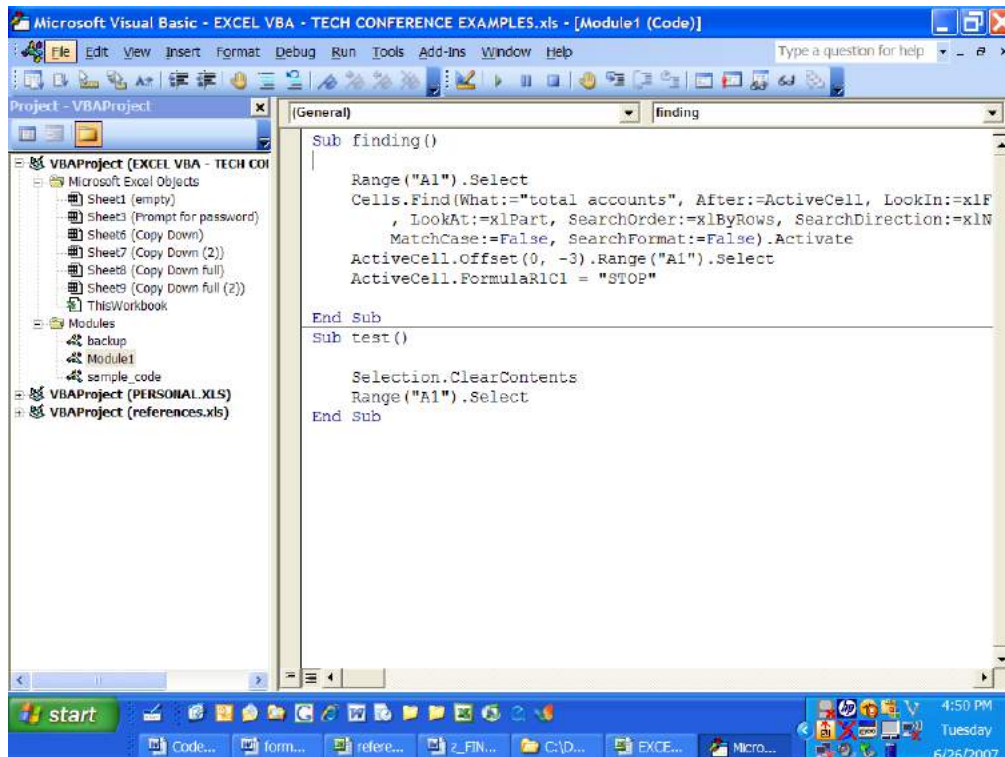 Microsoft Visual Basic - EXCEL VBA - TECH CONFERENCE EXAMPLES.xls - [Module1 (Code)]
File Edit View Insert Format Debug Run Tools Add-Ins Window Help Type a question for help
Project - VBAProject
(General) finding
VBAProject (EXCEL VBA - TECH CO
Microsoft Excel Objects
Sheet1 (empty)
Sheet3 (Prompt for password)
Sheet6 (Copy Down)
Sheet7 (Copy Down (2))
Sheet8 (Copy Down full)
Sheet9 (Copy Down full (2))
ThisWorkbook
Modules
backup
Module1
sample_code
VBAProject (PERSONAL.XLS)
VBAProject (references.xls)
Sub finding()
Range("A1").Select
Cells.Find(What:="total accounts", After:=ActiveCell, LookIn:=xlF
, LookAt:=xlPart, SearchOrder:=xlByRows, SearchDirection:=xlN
MatchCase:=False, SearchFormat:=False).Activate
ActiveCell.Offset(0, -3).Range("A1").Select
ActiveCell.FormulaR1C1 = "STOP"
End Sub
Sub test()
Selection.ClearContents
Range("A1").Select
End Sub
start
4:50 PM
Code... form... refere... z_FIN... C:\D... EXCE... Micro...
Tuesday
6/26/2007